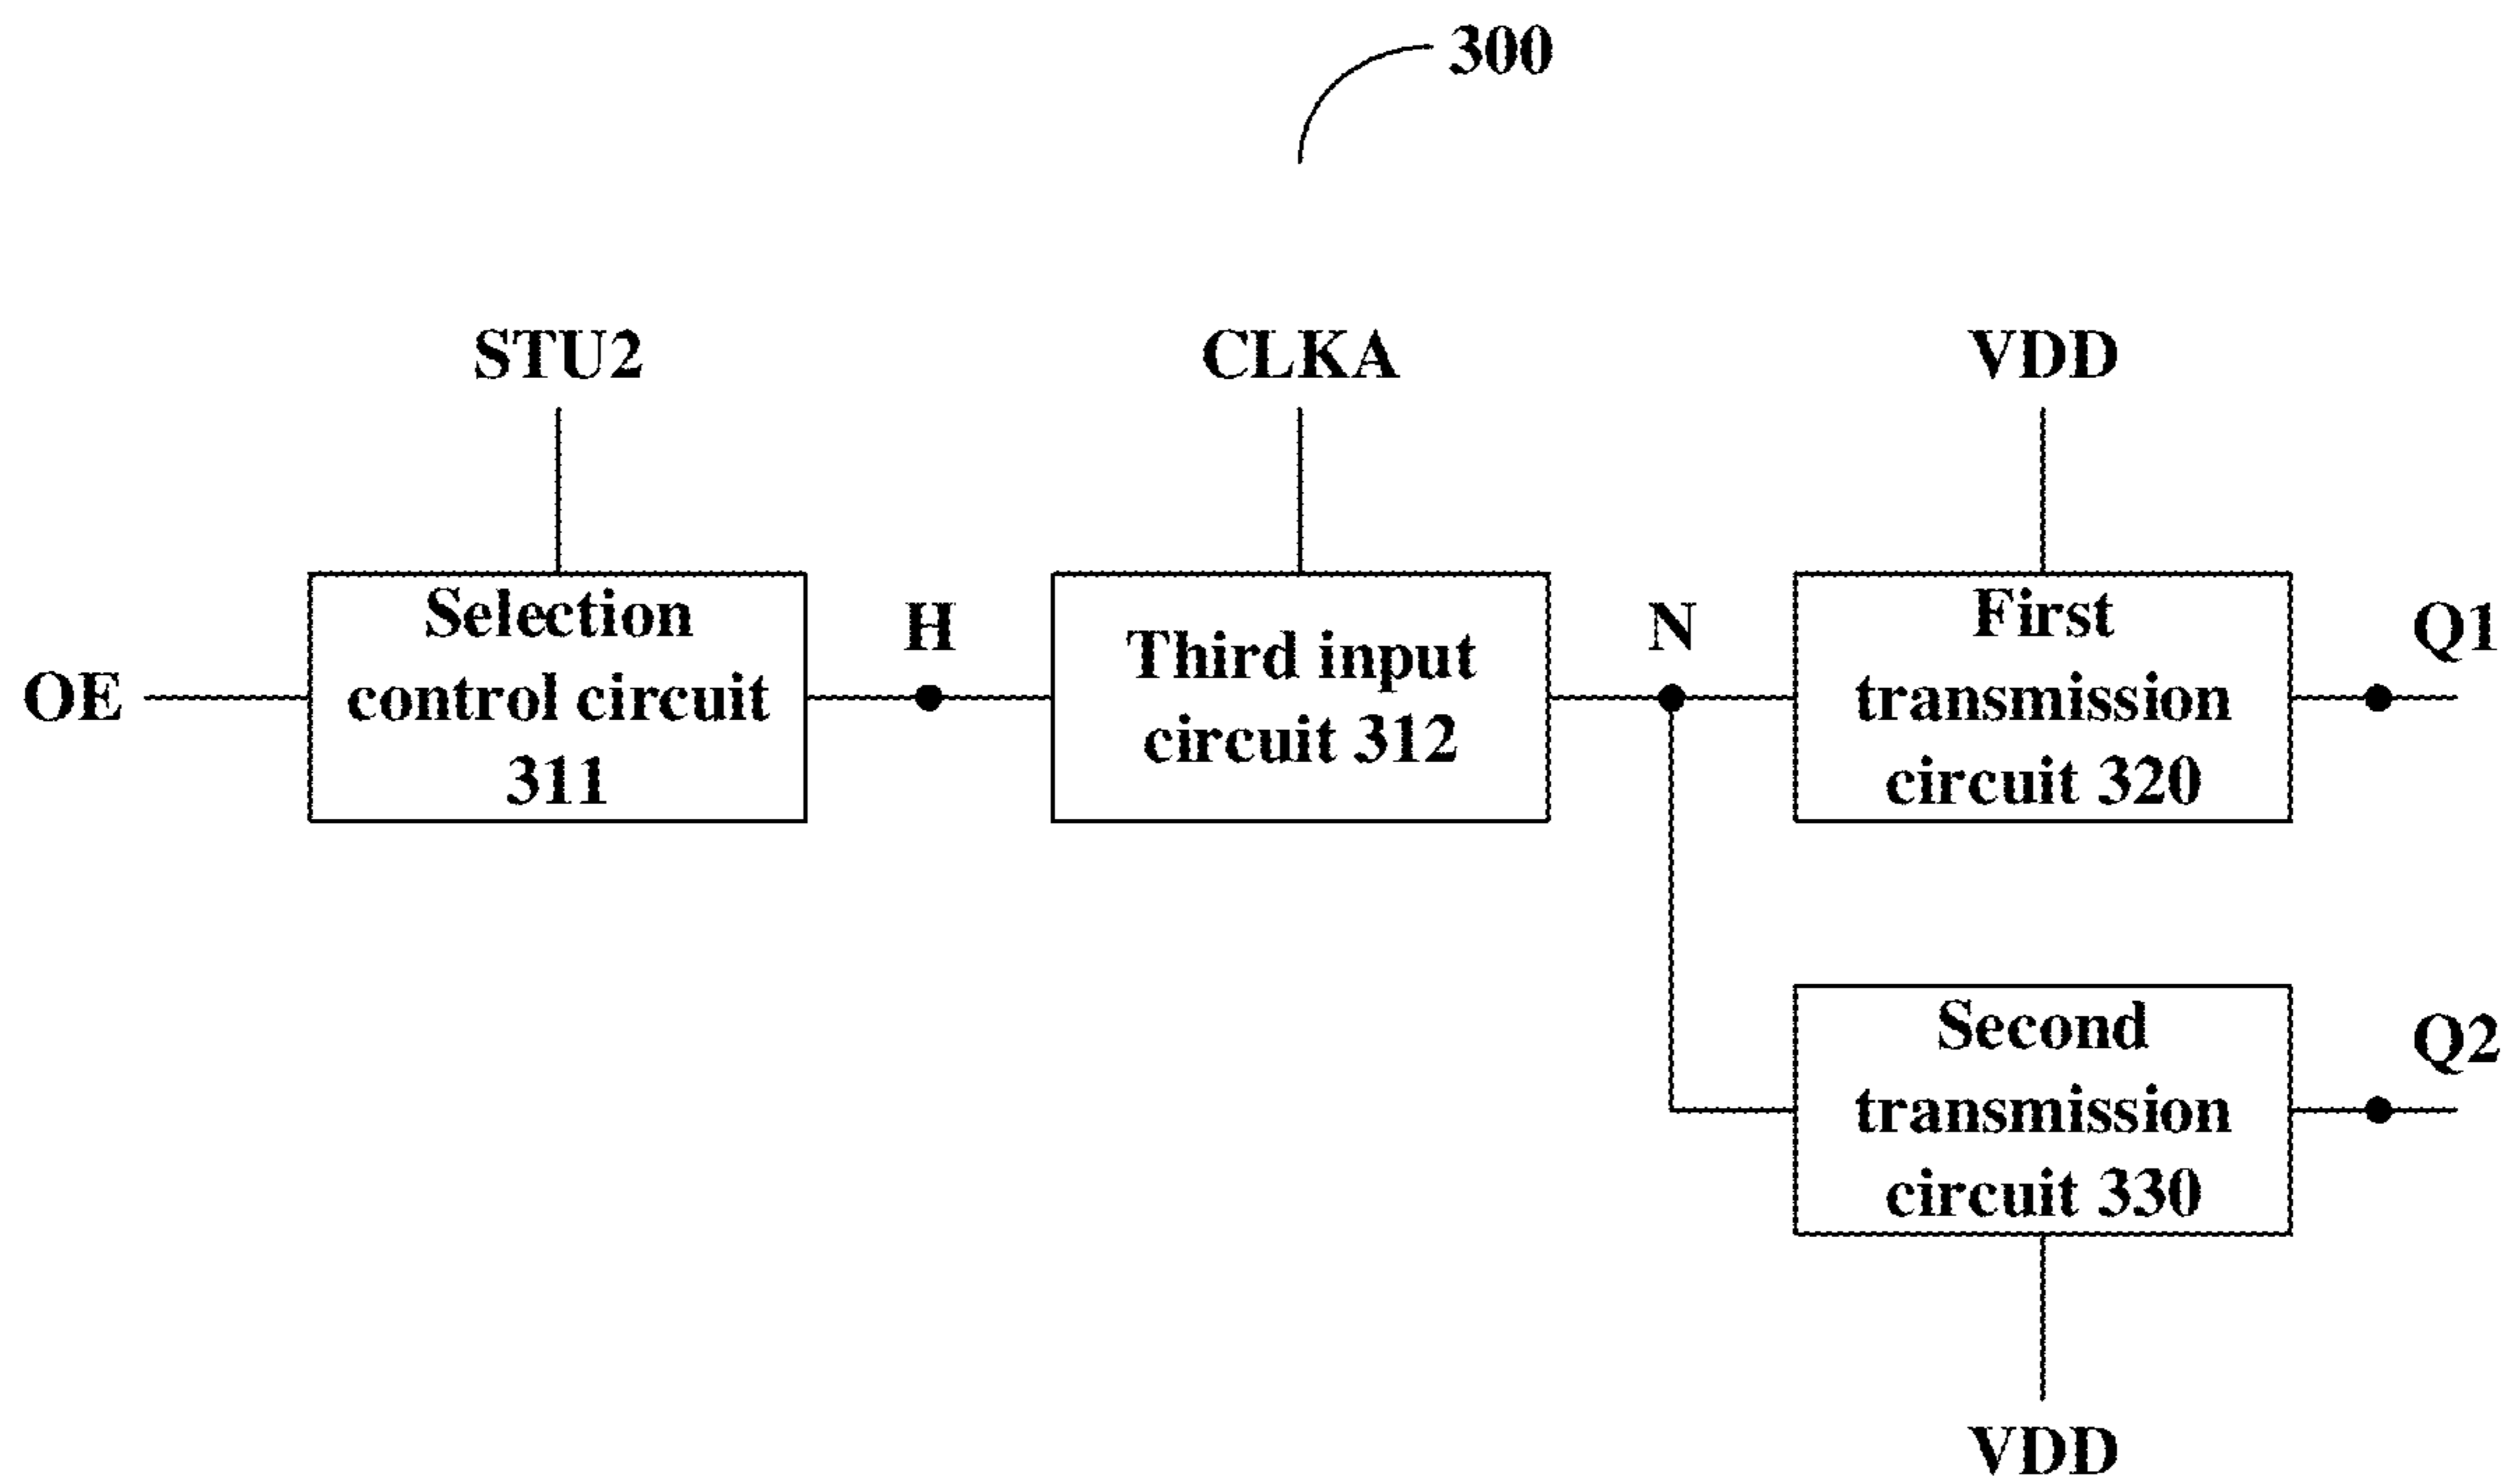 300
STU2
CLKA
VDD
OE
Selection
control circuit
311
H
Third input
circuit 312
N
First
transmission
circuit 320
Q1
Second
transmission
circuit 330
Q2
VDD